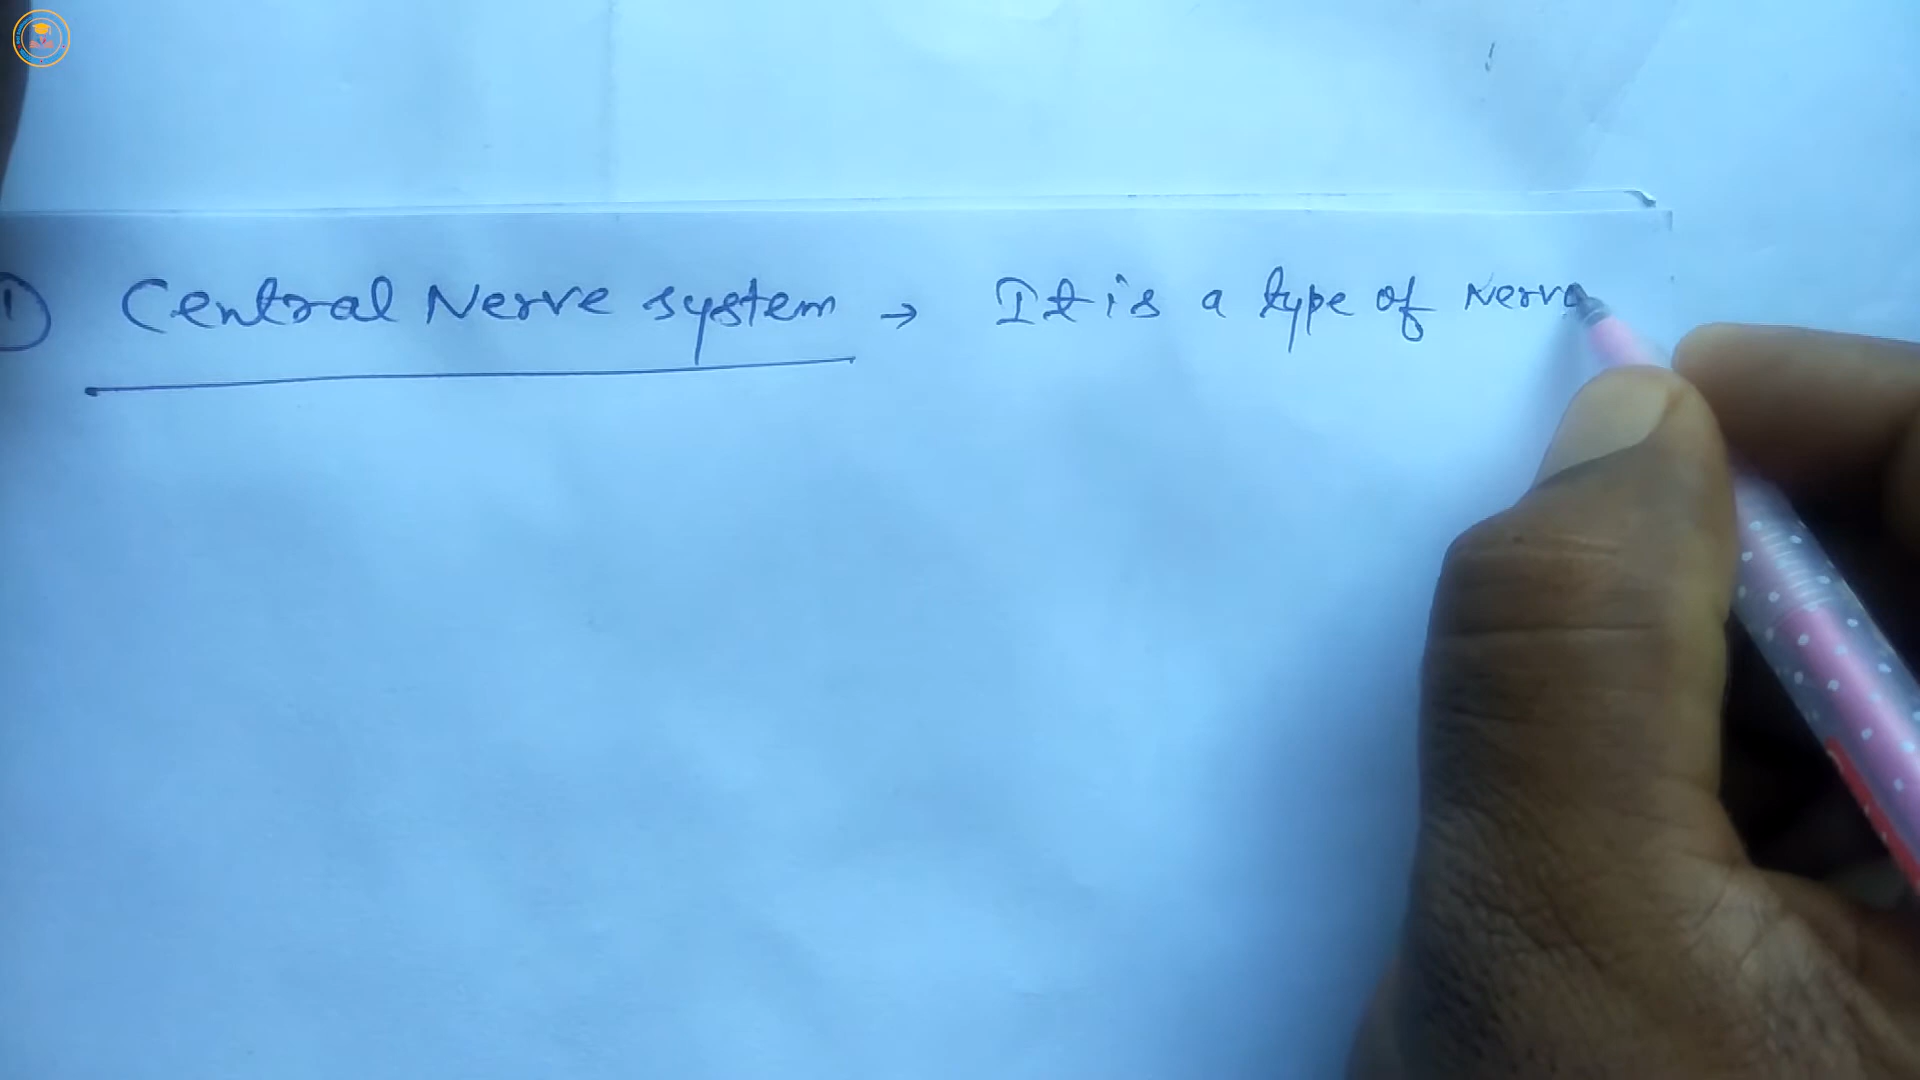 ① Central Nerve system → It is a type of Nerve